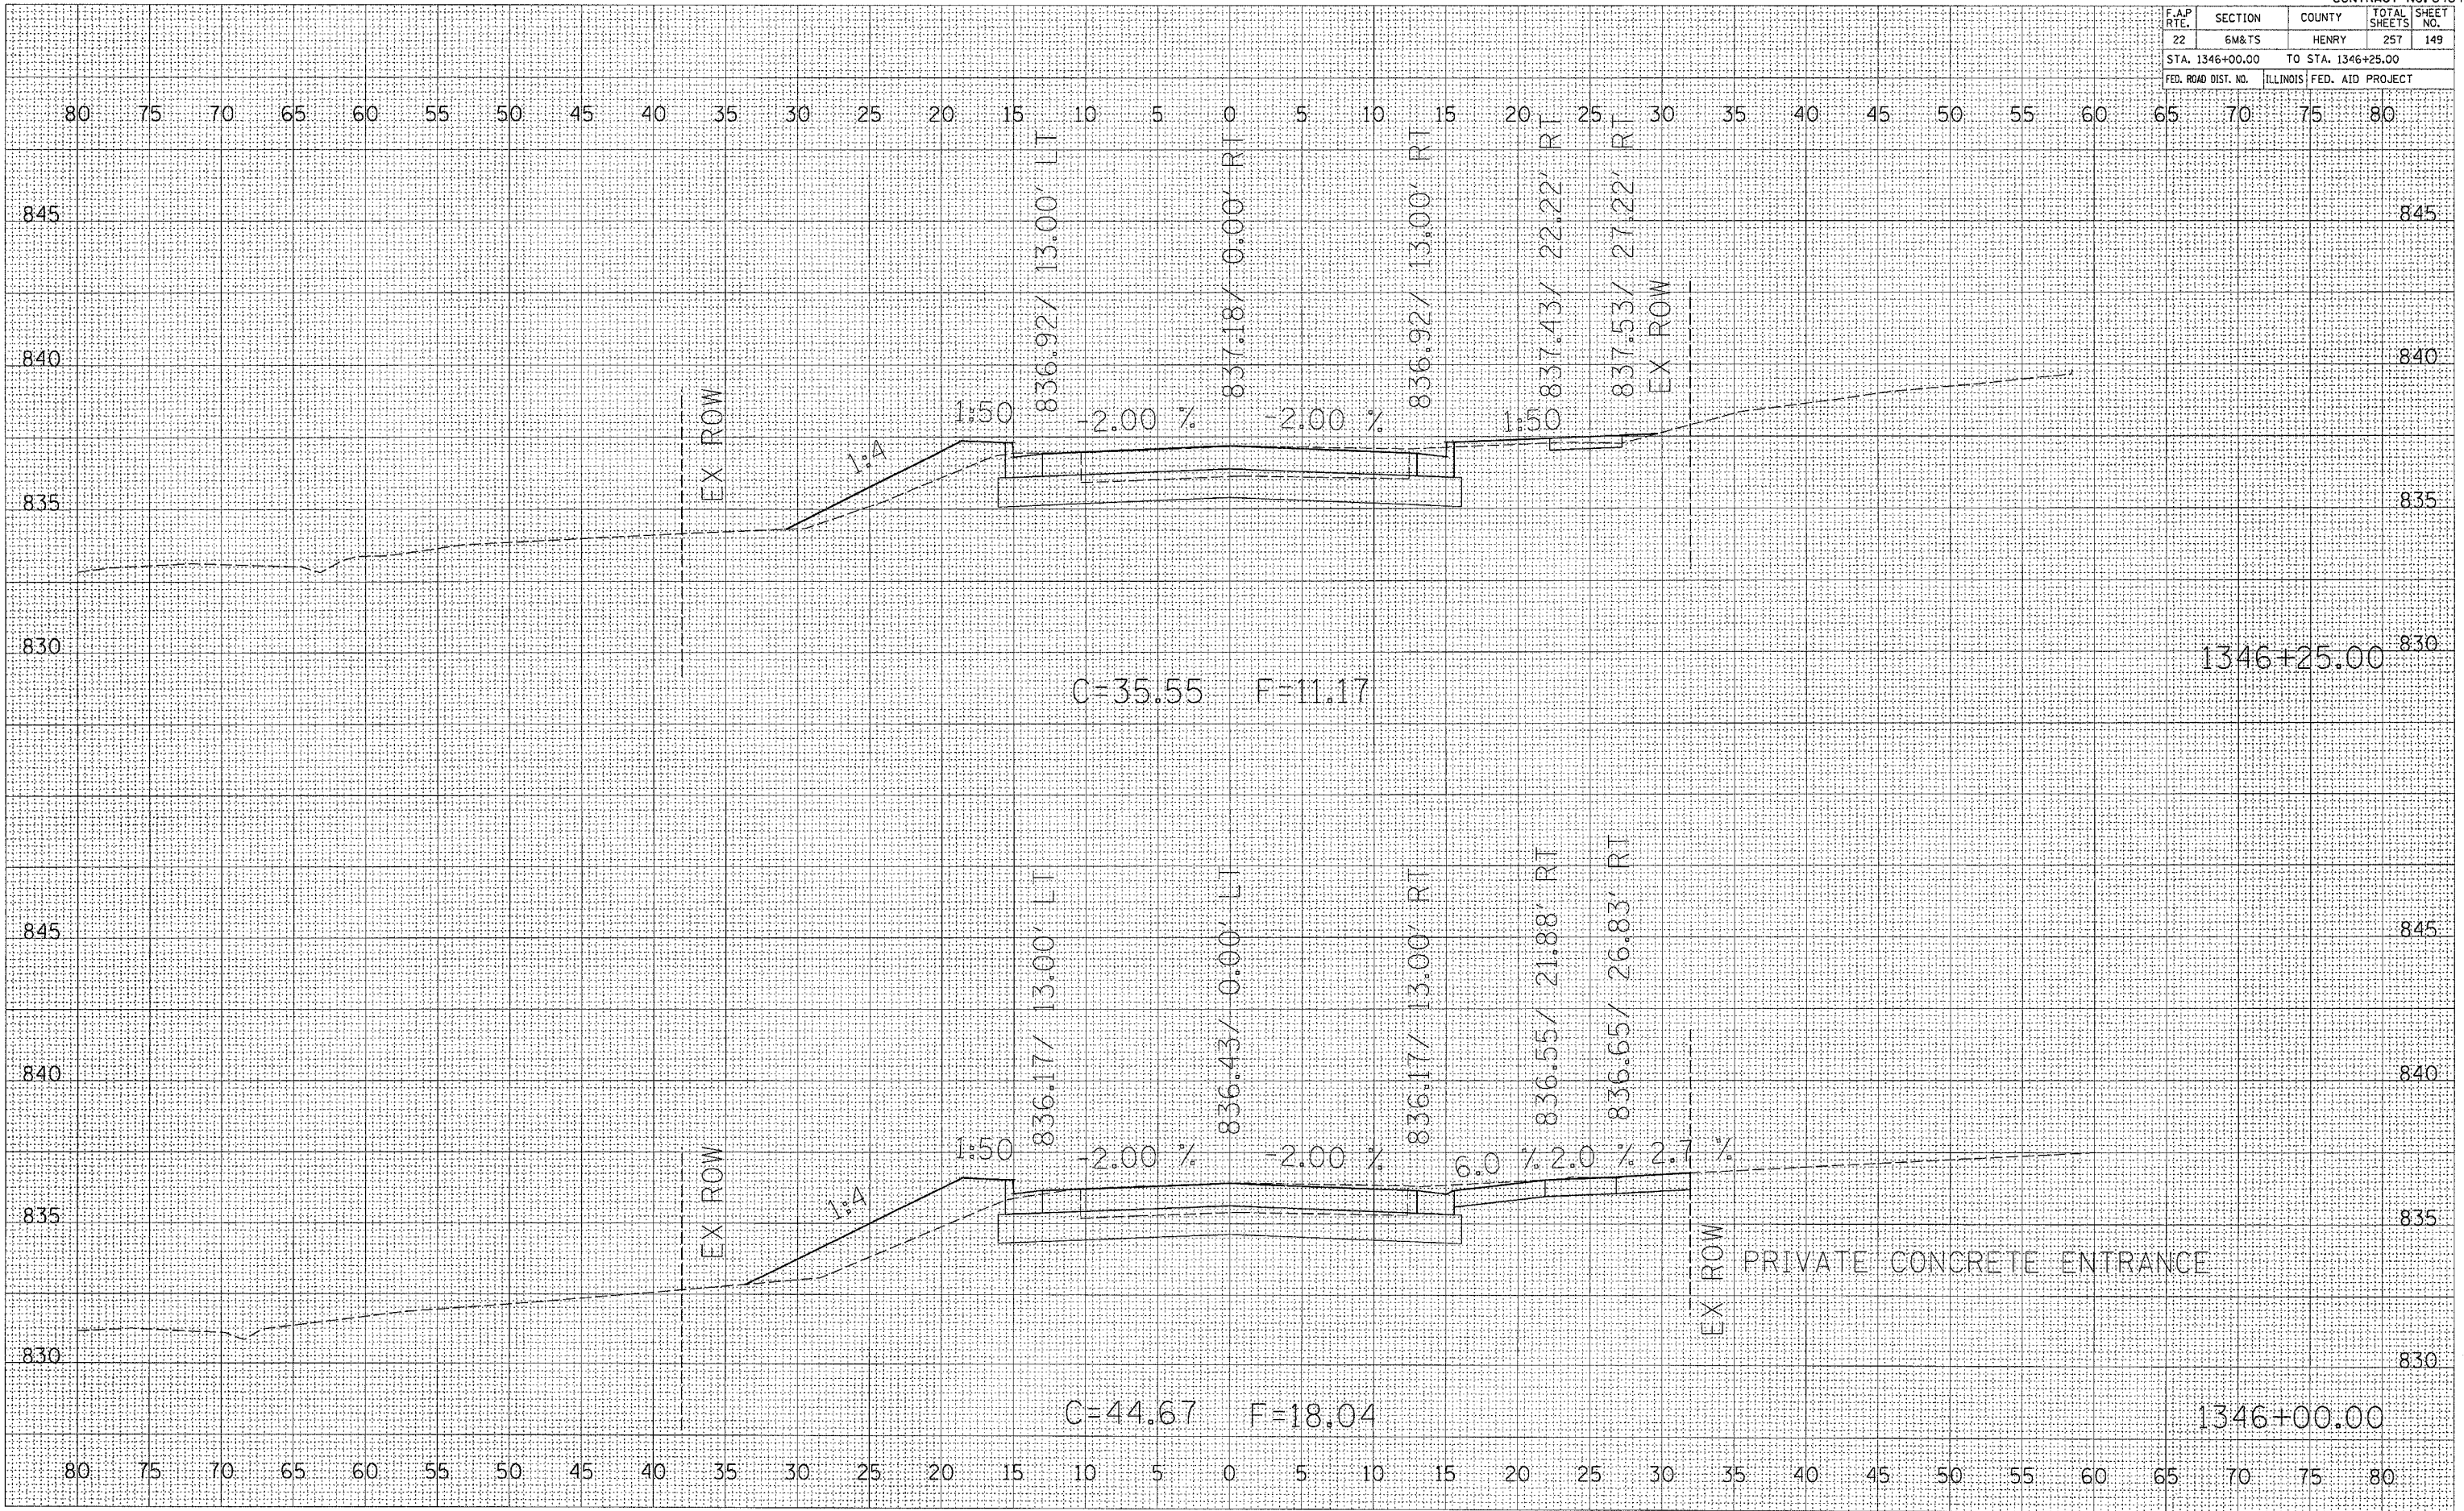 F.A.P RTE. SECTION COUNTY TOTAL SHEETS SHEET NO.
22 6M&TS HENRY 257 149
STA. 1346+00.00 TO STA. 1346+25.00
FED. ROAD DIST. NO. ILLINOIS FED. AID PROJECT
80 75 70 65 60 55 50 45 40 35 30 25 20 15 10 5 0 5 10 15 20 25 30 35 40 45 50 55 60 65 70 75 80
836.92/ 13.00' LT
837.18/ 0.00' RT
836.92/ 13.00' RT
837.43/ 22.22' RT
837.53/ 27.22' RT
EX ROW
845 845
840 840
EX ROW
1:4
1:50
-2.00 %
-2.00 %
1:50
835 835
830 830
1346+25.00
C=35.55 F=11.17
836.17/ 13.00' LT
836.43/ 0.00' LT
836.17/ 13.00' RT
836.55/ 21.88' RT
836.65/ 26.83' RT
845 845
840 840
EX ROW
1:4
1:50
-2.00 %
-2.00 %
6.0 %
2.0 %
2.7 %
835 835
EX ROW
PRIVATE CONCRETE ENTRANCE
830 830
C=44.67 F=18.04
1346+00.00
80 75 70 65 60 55 50 45 40 35 30 25 20 15 10 5 0 5 10 15 20 25 30 35 40 45 50 55 60 65 70 75 80